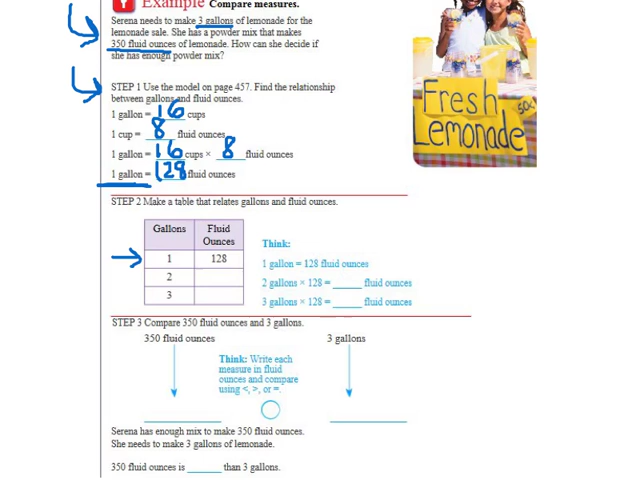 Example Compare measures.
Serena needs to make 3 gallons of lemonade for the
lemonade sale. She has a powder mix that makes
350 fluid ounces of lemonade. How can she decide if
she has enough powder mix?
STEP 1 Use the model on page 457. Find the relationship
between gallons and fluid ounces.
1 gallon = 16 cups
1 cup = 8 fluid ounces
1 gallon = 16 cups × 8 fluid ounces
1 gallon = 128 fluid ounces
Fresh
50¢
Lemonade
STEP 2 Make a table that relates gallons and fluid ounces.
Gallons Fluid Ounces
1 128
2
3
Think:
1 gallon = 128 fluid ounces
2 gallons × 128 = ______ fluid ounces
3 gallons × 128 = ______ fluid ounces
STEP 3 Compare 350 fluid ounces and 3 gallons.
350 fluid ounces 3 gallons
Think: Write each
measure in fluid
ounces and compare
using <, >, or =.
Serena has enough mix to make 350 fluid ounces.
She needs to make 3 gallons of lemonade.
350 fluid ounces is ______ than 3 gallons.